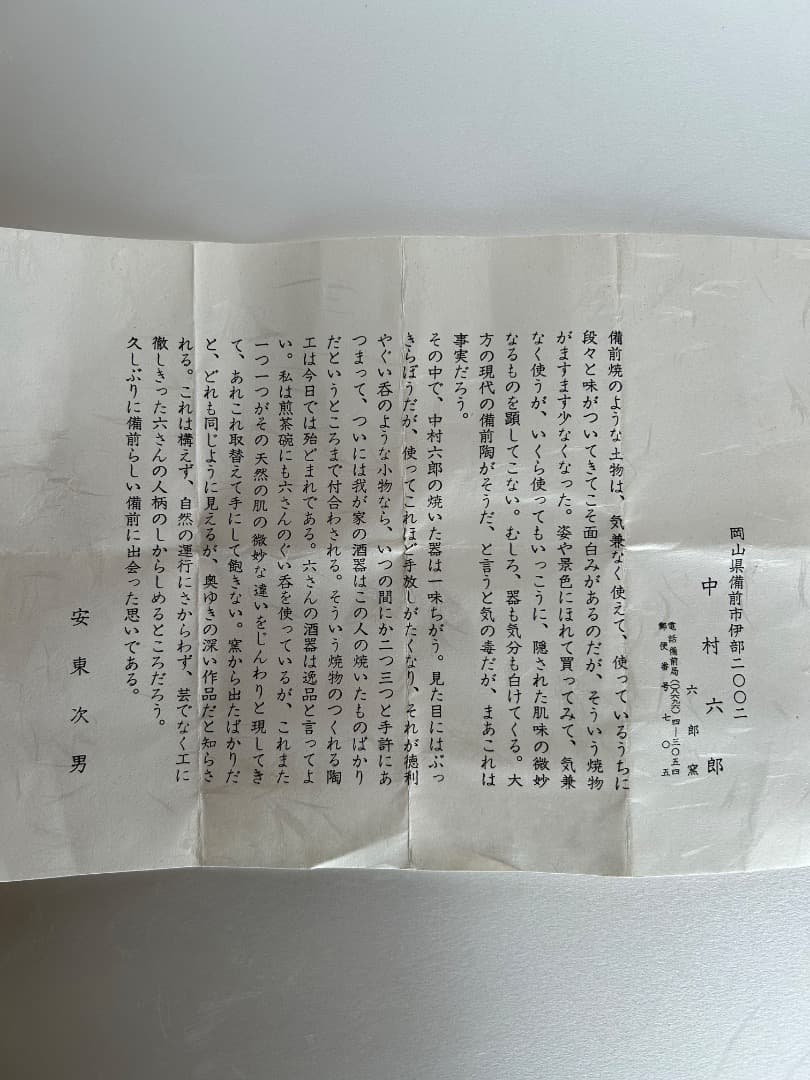 岡山県備前市伊部二〇〇二
中村六郎
六郎窯
電話備前局(〇八六九六)四―三〇五四
郵便番号七〇五
備前焼のような土物は、気兼なく使えて、使っているうちに
段々と味がついてきてこそ面白みがあるのだが、そういう焼物
がますます少なくなった。姿や景色にほれて買ってみて、気兼
なく使うが、いくら使ってもいっこうに、隠された肌味の微妙
なるものを顕してこない。むしろ、器も気分も白けてくる。大
方の現代の備前陶がそうだ、と言うと気の毒だが、まあこれは
事実だろう。
その中で、中村六郎の焼いた器は一味ちがう。見た目にはぶっ
きらぼうだが、使ってこれほど手放しがたくなり、それが徳利
やぐい呑のような小物なら、いつの間にか二つ三つと手許にあ
つまって、ついには我が家の酒器はこの人の焼いたものばかり
だというところまで付合わされる。そういう焼物のつくれる陶
工は今日では殆どまれである。六さんの酒器は逸品と言ってよ
い。私は煎茶碗にも六さんのぐい呑を使っているが、これまた
一つ一つがその天然の肌の微妙な違いをじんわりと現してき
て、あれこれ取替えて手にして飽きない。窯から出たばかりだ
と、どれも同じように見えるが、奥ゆきの深い作品だと知らさ
れる。これは構えず、自然の運行にさからわず、芸でなく工に
徹しきった六さんの人柄のしからしめるところだろう。
久しぶりに備前らしい備前に出会った思いである。
安東次男